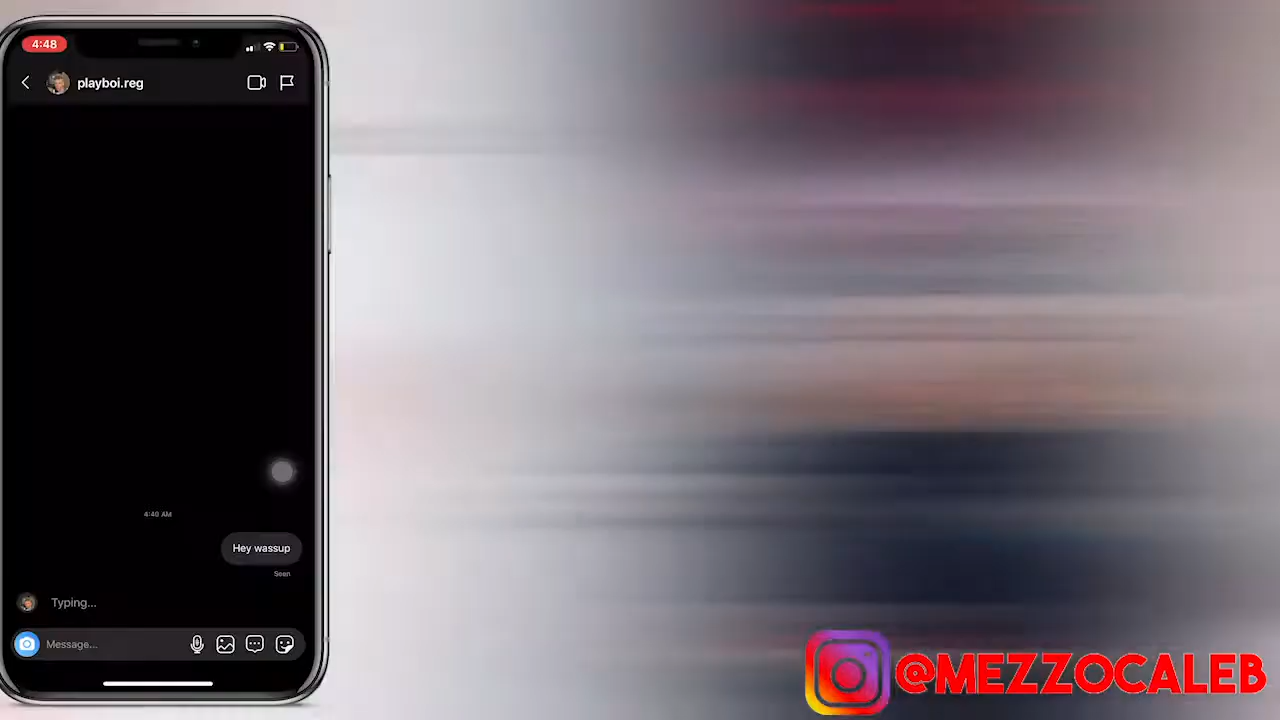 4:48
playboi.reg
4:40 AM
Hey wassup
Seen
Typing...
Message...
@MEZZOCALEB